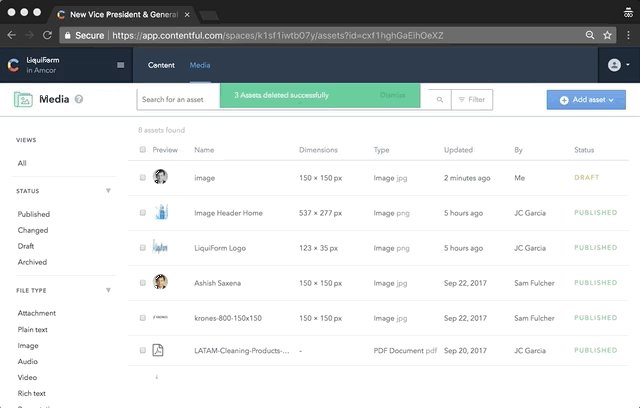 New Vice President & General
Secure | https://app.contentful.com/spaces/k1sf1iwtb07y/assets?id=cxf1hghGaEihOeXZ
LiquiForm
in Amcor
Content
Media
Media
Search for an asset
3 Assets deleted successfully
Dismiss
Filter
Add asset
8 assets found
VIEWS
All
STATUS
Published
Changed
Draft
Archived
FILE TYPE
Attachment
Plain text
Image
Audio
Video
Rich text
Preview Name Dimensions Type Updated By Status
image 150 × 150 px Image jpg 2 minutes ago Me DRAFT
Image Header Home 537 × 277 px Image png 5 hours ago JC Garcia PUBLISHED
LiquiForm Logo 123 × 35 px Image png 5 hours ago JC Garcia PUBLISHED
Ashish Saxena 150 × 150 px Image jpg Sep 22, 2017 Sam Fulcher PUBLISHED
krones-800-150x150 150 × 150 px Image jpg Sep 22, 2017 Sam Fulcher PUBLISHED
LATAM-Cleaning-Products-... - PDF Document pdf Sep 20, 2017 JC Garcia PUBLISHED